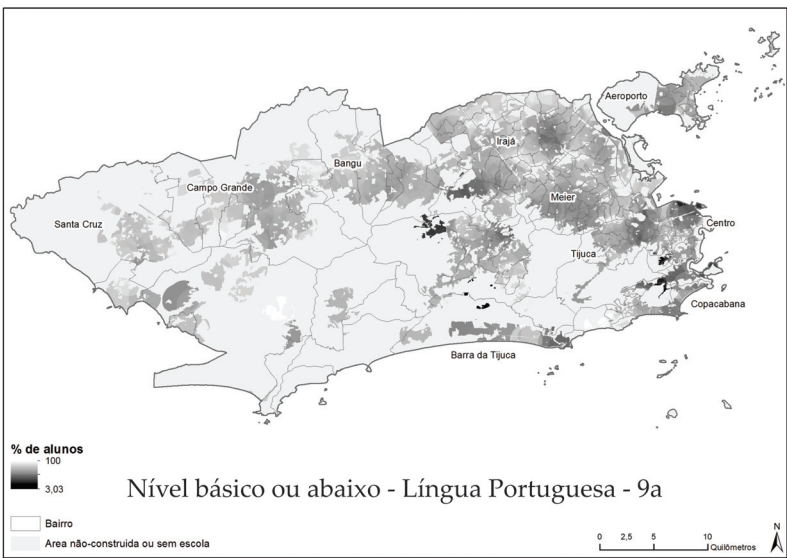 Aeroporto
Irajá
Bangu
Campo Grande
Meier
Santa Cruz
Centro
Tijuca
Copacabana
Barra da Tijuca
% de alunos
100
3,03
Nível básico ou abaixo - Língua Portuguesa - 9a
Bairro
Area não-construida ou sem escola
N
0 2,5 5 10
Quilômetros